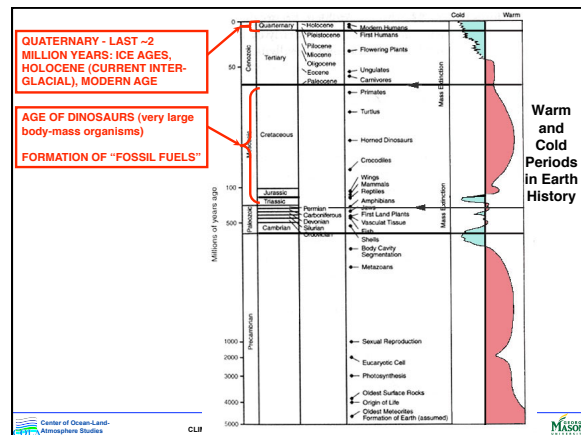 QUATERNARY - LAST ~2
MILLION YEARS: ICE AGES,
HOLOCENE (CURRENT INTER-
GLACIAL), MODERN AGE
AGE OF DINOSAURS (very large
body-mass organisms)
FORMATION OF “FOSSIL FUELS”
Millions of years ago
0
50
100
500
1000
2000
3000
4000
5000
Cenozoic
Paleozoic
Precambrian
Quaternary
Tertiary
Cretaceous
Jurassic
Triassic
Cambrian
Holocene
Pleistocene
Pilocene
Miocene
Oligocene
Eocene
Paleocene
Permian
Carboniferous
Devonian
Silurian
Modern Humans
First Humans
Flowering Plants
Ungulates
Carnivores
Primates
Turtlus
Horned Dinosaurs
Crocodiles
Wings
Mammals
Reptiles
Amphibians
Jaws
First Land Plants
Vascular Tissue
Fish
Shells
Body Cavity
Segmentation
Metazoans
Sexual Reproduction
Eucaryotic Cell
Photosynthesis
Oldest Surface Rocks
Origin of Life
Oldest Meteorites
Formation of Earth (assumed)
Mass Extinction
Mass Extinction
Cold
Warm
Warm
and
Cold
Periods
in Earth
History
Center of Ocean-Land-
Atmosphere Studies
GEORGE
MASON
UNIVERSITY